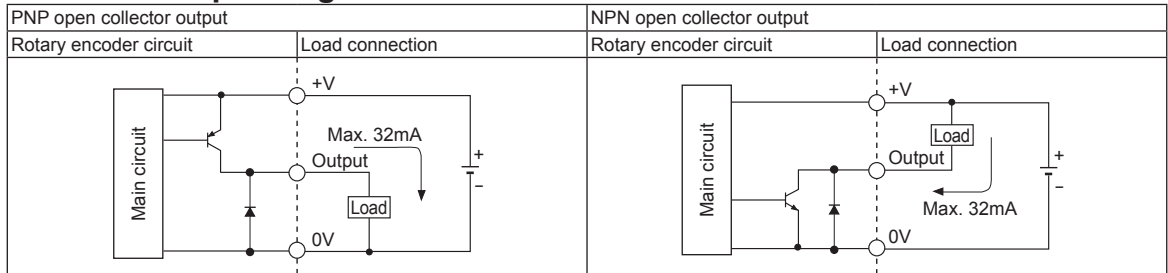 PNP open collector output
Rotary encoder circuit
Load connection
Main circuit
+V
Max. 32mA
Output
Load
0V
+
−
NPN open collector output
Rotary encoder circuit
Load connection
Main circuit
+V
Load
Output
Max. 32mA
0V
+
−